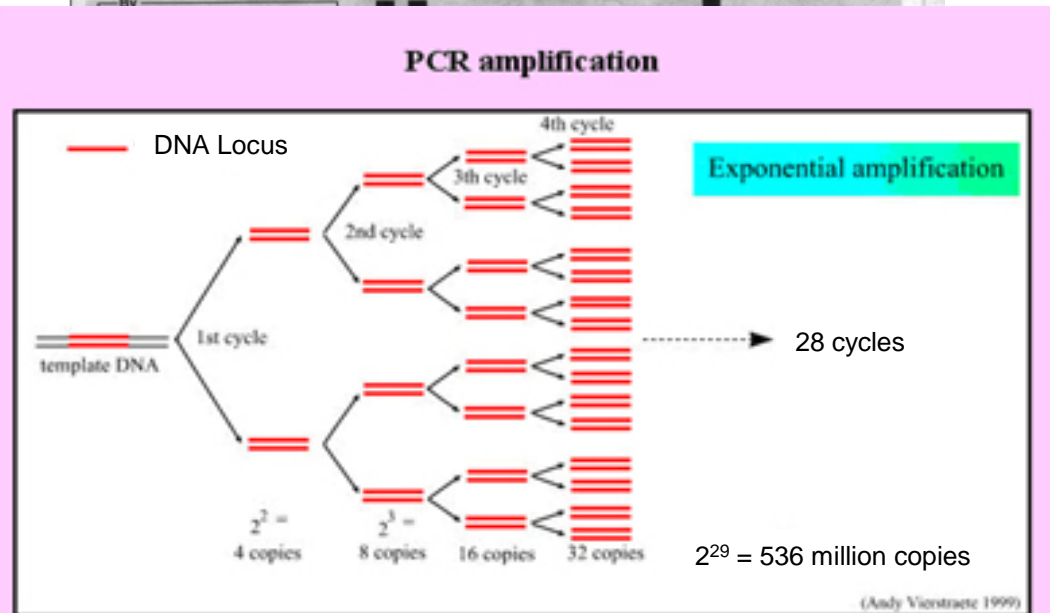 PCR amplification
4th cycle
DNA Locus
Exponential amplification
3th cycle
2nd cycle
1st cycle
28 cycles
template DNA
2² =
2³ =
4 copies
8 copies
16 copies
32 copies
2²⁹ = 536 million copies
(Andy Vierstraete 1999)